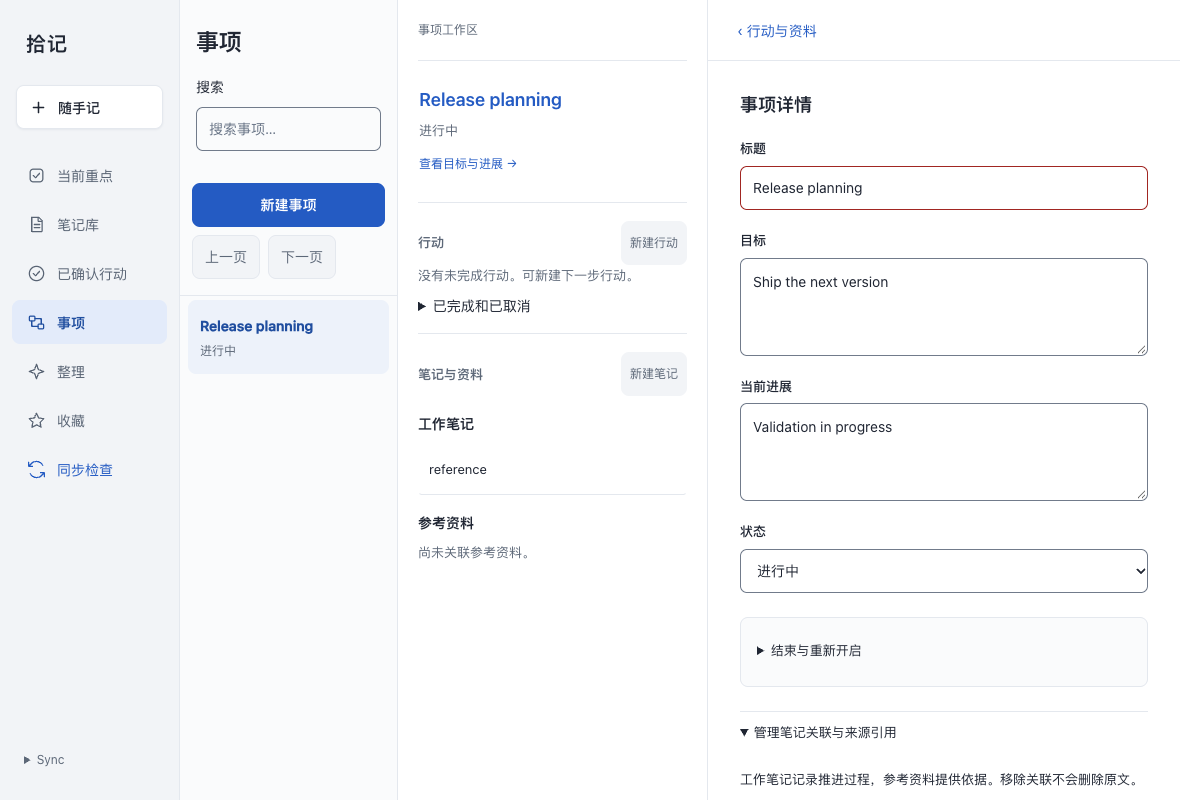 拾记
随手记
当前重点
笔记库
已确认行动
事项
整理
收藏
同步检查
Sync
事项
搜索
搜索事项...
新建事项
上一页
下一页
Release planning
进行中
事项工作区
Release planning
进行中
查看目标与进展 →
行动
新建行动
没有未完成行动。可新建下一步行动。
已完成和已取消
笔记与资料
新建笔记
工作笔记
reference
参考资料
尚未关联参考资料。
‹ 行动与资料
事项详情
标题
Release planning
目标
Ship the next version
当前进展
Validation in progress
状态
进行中
结束与重新开启
管理笔记关联与来源引用
工作笔记记录推进过程，参考资料提供依据。移除关联不会删除原文。